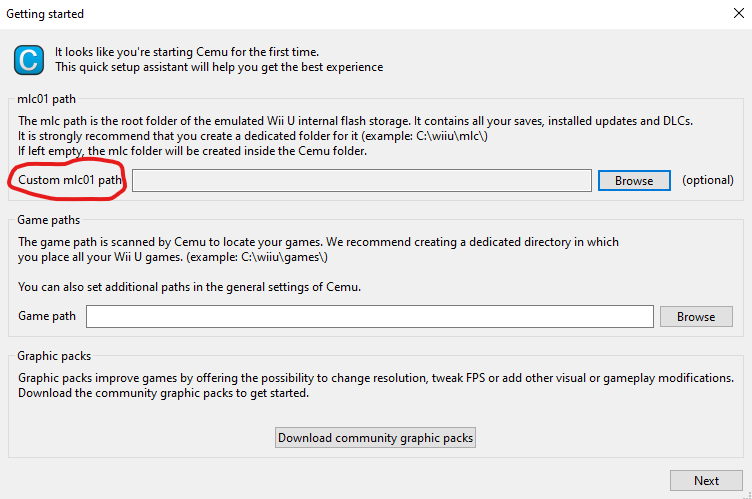 Getting started
It looks like you're starting Cemu for the first time.
This quick setup assistant will help you get the best experience
mlc01 path
The mlc path is the root folder of the emulated Wii U internal flash storage. It contains all your saves, installed updates and DLCs.
It is strongly recommend that you create a dedicated folder for it (example: C:\wiiu\mlc\)
If left empty, the mlc folder will be created inside the Cemu folder.
Custom mlc01 path Browse (optional)
Game paths
The game path is scanned by Cemu to locate your games. We recommend creating a dedicated directory in which
you place all your Wii U games. (example: C:\wiiu\games\)
You can also set additional paths in the general settings of Cemu.
Game path Browse
Graphic packs
Graphic packs improve games by offering the possibility to change resolution, tweak FPS or add other visual or gameplay modifications.
Download the community graphic packs to get started.
Download community graphic packs
Next